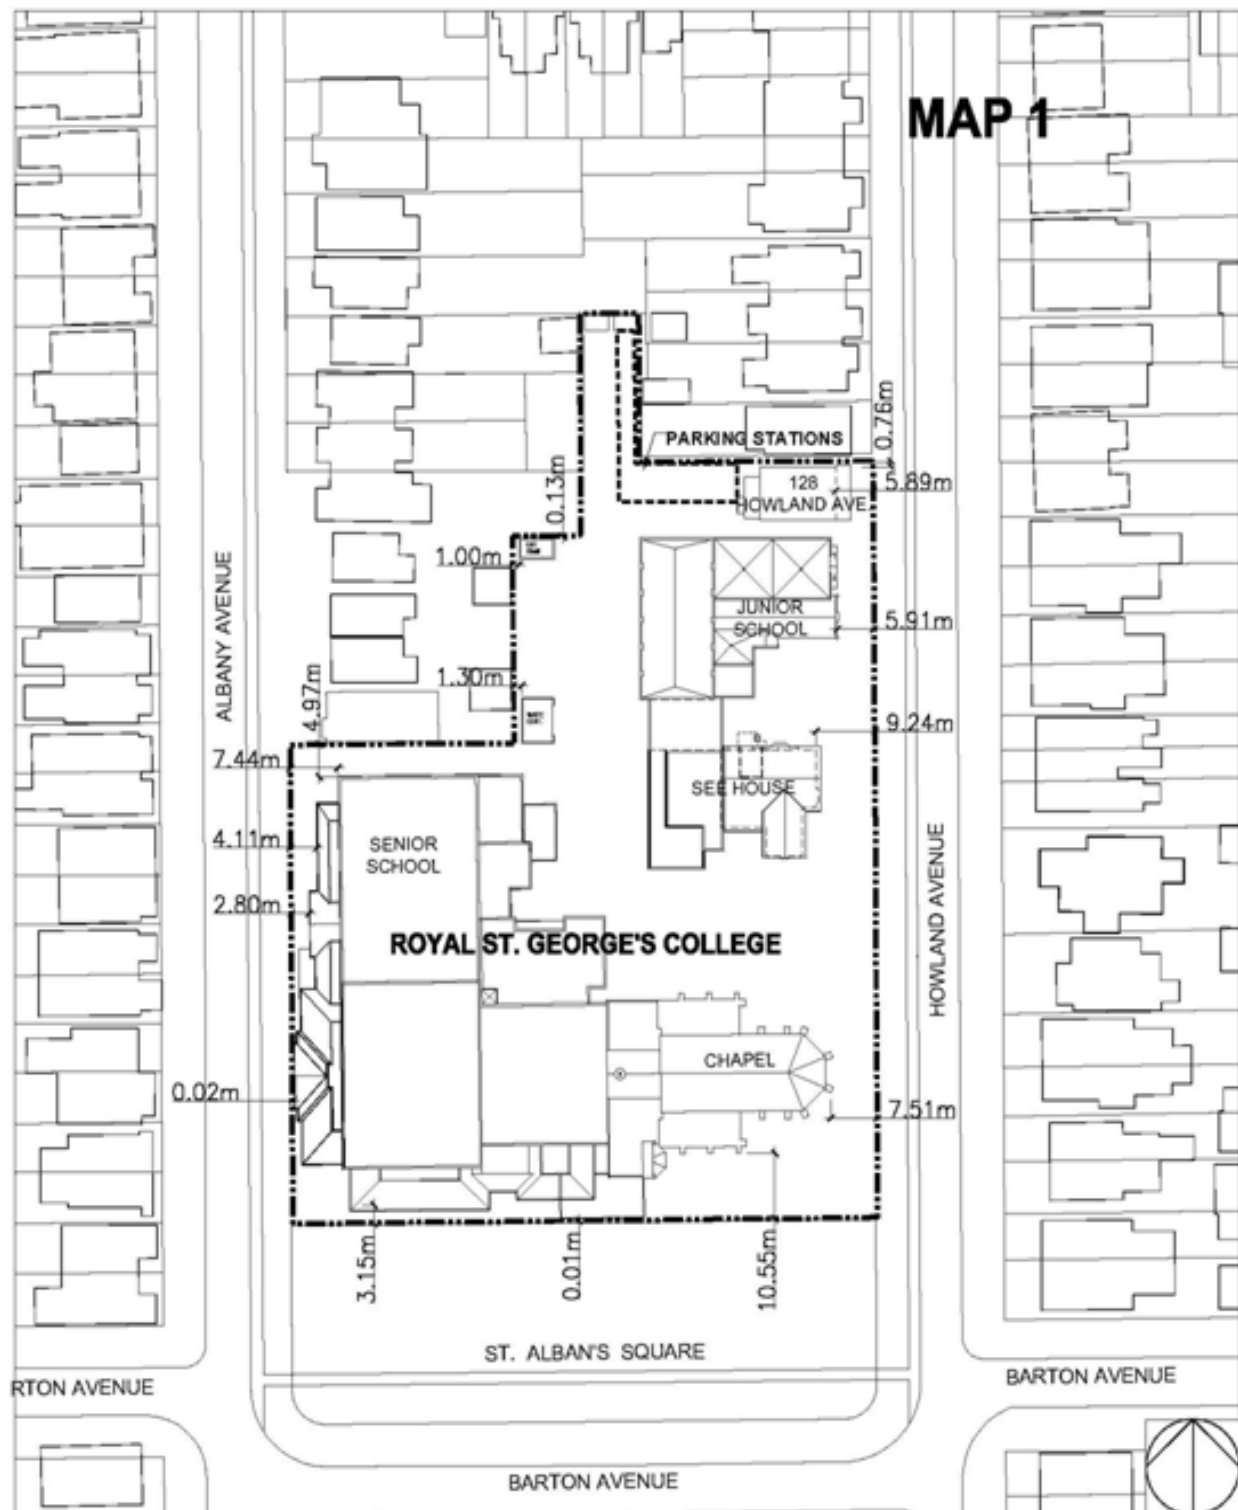 MAP 1
PARKING STATIONS
0.76m
128
HOWLAND AVE.
5.89m
0.13m
1.00m
JUNIOR
SCHOOL
5.91m
ALBANY AVENUE
1.30m
4.97m
9.24m
7.44m
SEE HOUSE
4.11m
SENIOR
SCHOOL
2.80m
HOWLAND AVENUE
ROYAL ST. GEORGE'S COLLEGE
CHAPEL
0.02m
7.51m
3.15m
0.01m
10.55m
ST. ALBAN'S SQUARE
RTON AVENUE
BARTON AVENUE
BARTON AVENUE